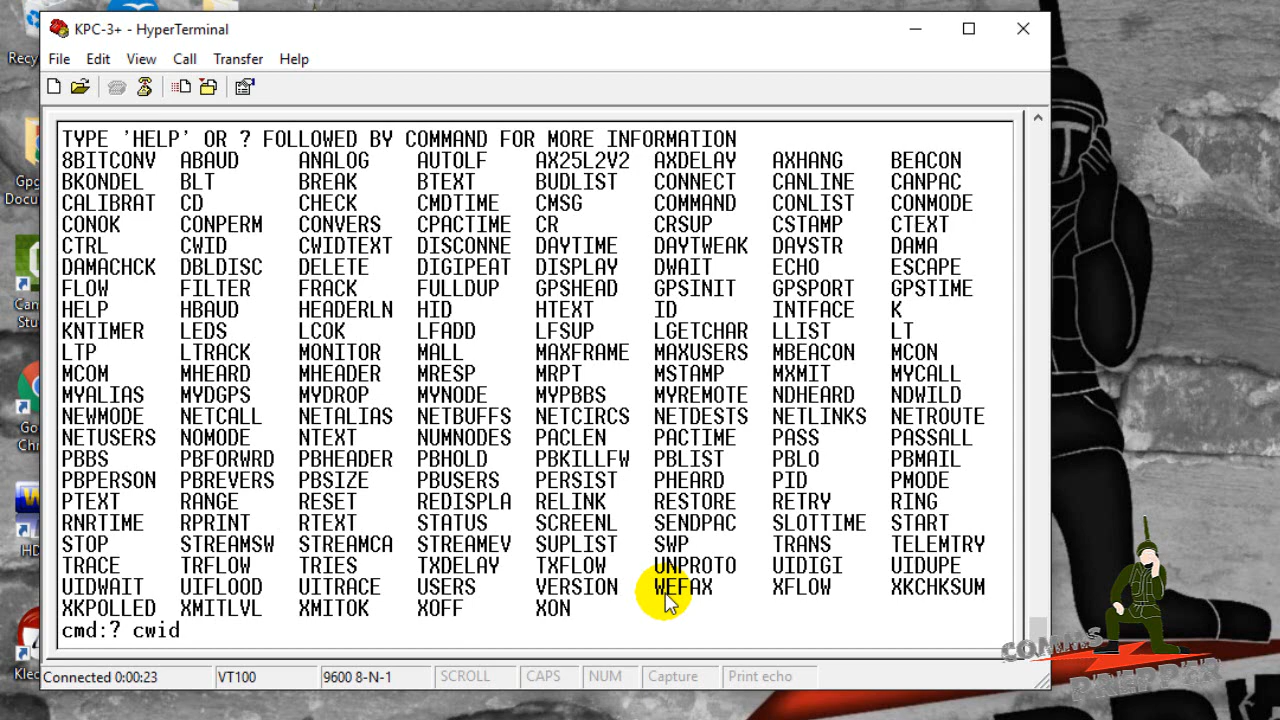 KPC-3+ - HyperTerminal
File Edit View Call Transfer Help
TYPE 'HELP' OR ? FOLLOWED BY COMMAND FOR MORE INFORMATION
8BITCONV ABAUD ANALOG AUTOLF AX25L2V2 AXDELAY AXHANG BEACON
BKONDEL BLT BREAK BTEXT BUDLIST CONNECT CANLINE CANPAC
CALIBRAT CD CHECK CMDTIME CMSG COMMAND CONLIST CONMODE
CONOK CONPERM CONVERS CPACTIME CR CRSUP CSTAMP CTEXT
CTRL CWID CWIDTEXT DISCONNE DAYTIME DAYTWEAK DAYSTR DAMA
DAMACHCK DBLDISC DELETE DIGIPEAT DISPLAY DWAIT ECHO ESCAPE
FLOW FILTER FRACK FULLDUP GPSHEAD GPSINIT GPSPORT GPSTIME
HELP HBAUD HEADERLN HID HTEXT ID INTFACE K
KNTIMER LEDS LCOK LFADD LFSUP LGETCHAR LLIST LT
LTP LTRACK MONITOR MALL MAXFRAME MAXUSERS MBEACON MCON
MCOM MHEARD MHEADER MRESP MRPT MSTAMP MXMIT MYCALL
MYALIAS MYDGPS MYDROP MYNODE MYPBBS MYREMOTE NDHEARD NDWILD
NEWMODE NETCALL NETALIAS NETBUFFS NETCIRCS NETDESTS NETLINKS NETROUTE
NETUSERS NOMODE NTEXT NUMNODES PACLEN PACTIME PASS PASSALL
PBBS PBFORWRD PBHEADER PBHOLD PBKILLFW PBLIST PBLO PBMAIL
PBPERSON PBREVERS PBSIZE PBUSERS PERSIST PHEARD PID PMODE
PTEXT RANGE RESET REDISPLA RELINK RESTORE RETRY RING
RNRTIME RPRINT RTEXT STATUS SCREENL SENDPAC SLOTTIME START
STOP STREAMSW STREAMCA STREAMEV SUPLIST SWP TRANS TELEMTRY
TRACE TRFLOW TRIES TXDELAY TXFLOW UNPROTO UIDIGI UIDUPE
UIDWAIT UIFLOOD UITRACE USERS VERSION WEFAX XFLOW XKCHKSUM
XKPOLLED XMITLVL XMITOK XOFF XON
cmd:? cwid
Connected 0:00:23 VT100 9600 8-N-1 SCROLL CAPS NUM Capture Print echo
COMMS